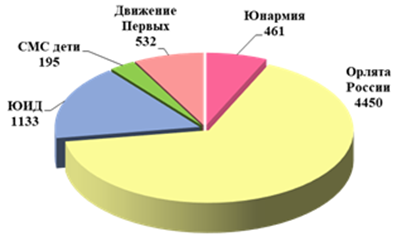 Движение
Первых
532
Юнармия
461
СМС дети
195
Орлята
России
4450
ЮИД
1133